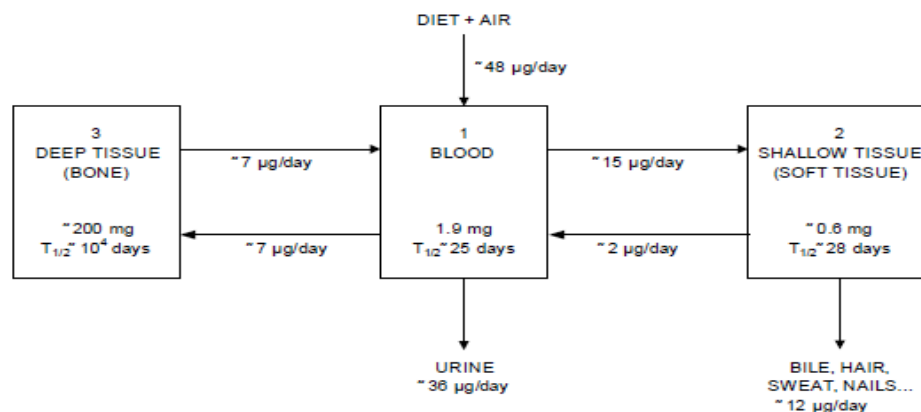 DIET + AIR
~48 µg/day
3
DEEP TISSUE
(BONE)
~200 mg
T1/2~ 10⁴ days
~7 µg/day
~7 µg/day
1
BLOOD
1.9 mg
T1/2~25 days
~15 µg/day
~2 µg/day
2
SHALLOW TISSUE
(SOFT TISSUE)
~0.6 mg
T1/2~28 days
URINE
~36 µg/day
BILE, HAIR,
SWEAT, NAILS...
~12 µg/day